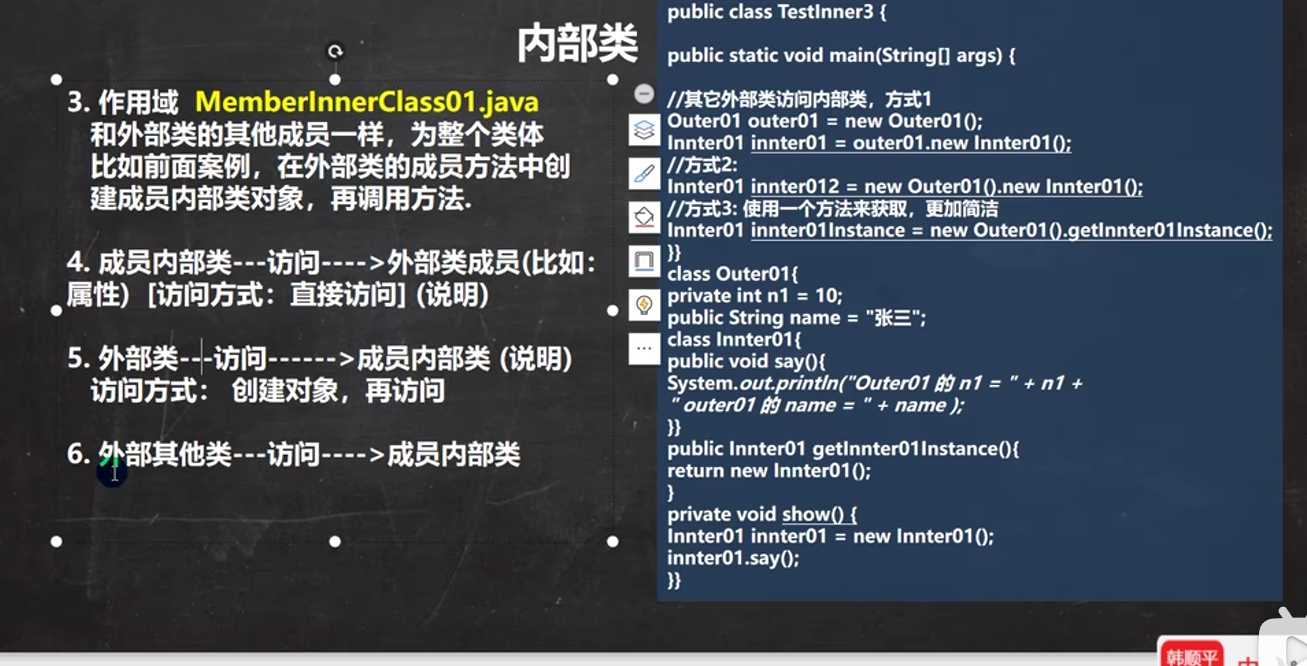 内部类
3. 作用域 MemberInnerClass01.java
和外部类的其他成员一样，为整个类体
比如前面案例，在外部类的成员方法中创
建成员内部类对象，再调用方法.
4. 成员内部类---访问---->外部类成员(比如：
属性）[访问方式：直接访问] (说明)
5. 外部类---访问------>成员内部类 (说明)
访问方式： 创建对象，再访问
6. 外部其他类---访问---->成员内部类
public class TestInner3 {
public static void main(String[] args) {
//其它外部类访问内部类，方式1
Outer01 outer01 = new Outer01();
Innter01 innter01 = outer01.new Innter01();
//方式2:
Innter01 innter012 = new Outer01().new Innter01();
//方式3: 使用一个方法来获取，更加简洁
Innter01 innter01Instance = new Outer01().getInnter01Instance();
}}
class Outer01{
private int n1 = 10;
public String name = "张三";
class Innter01{
public void say(){
System.out.println("Outer01 的 n1 = " + n1 +
" outer01 的 name = " + name );
}}
public Innter01 getInnter01Instance(){
return new Innter01();
}
private void show() {
Innter01 innter01 = new Innter01();
innter01.say();
}}
韩顺平